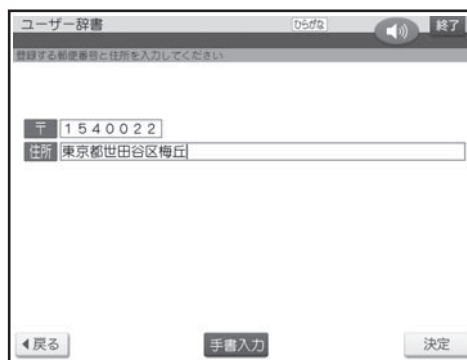 ユーザー辞書 ひらがな 終了
登録する郵便番号と住所を入力してください
〒 1540022
住所 東京都世田谷区梅丘
◀戻る 手書入力 決定